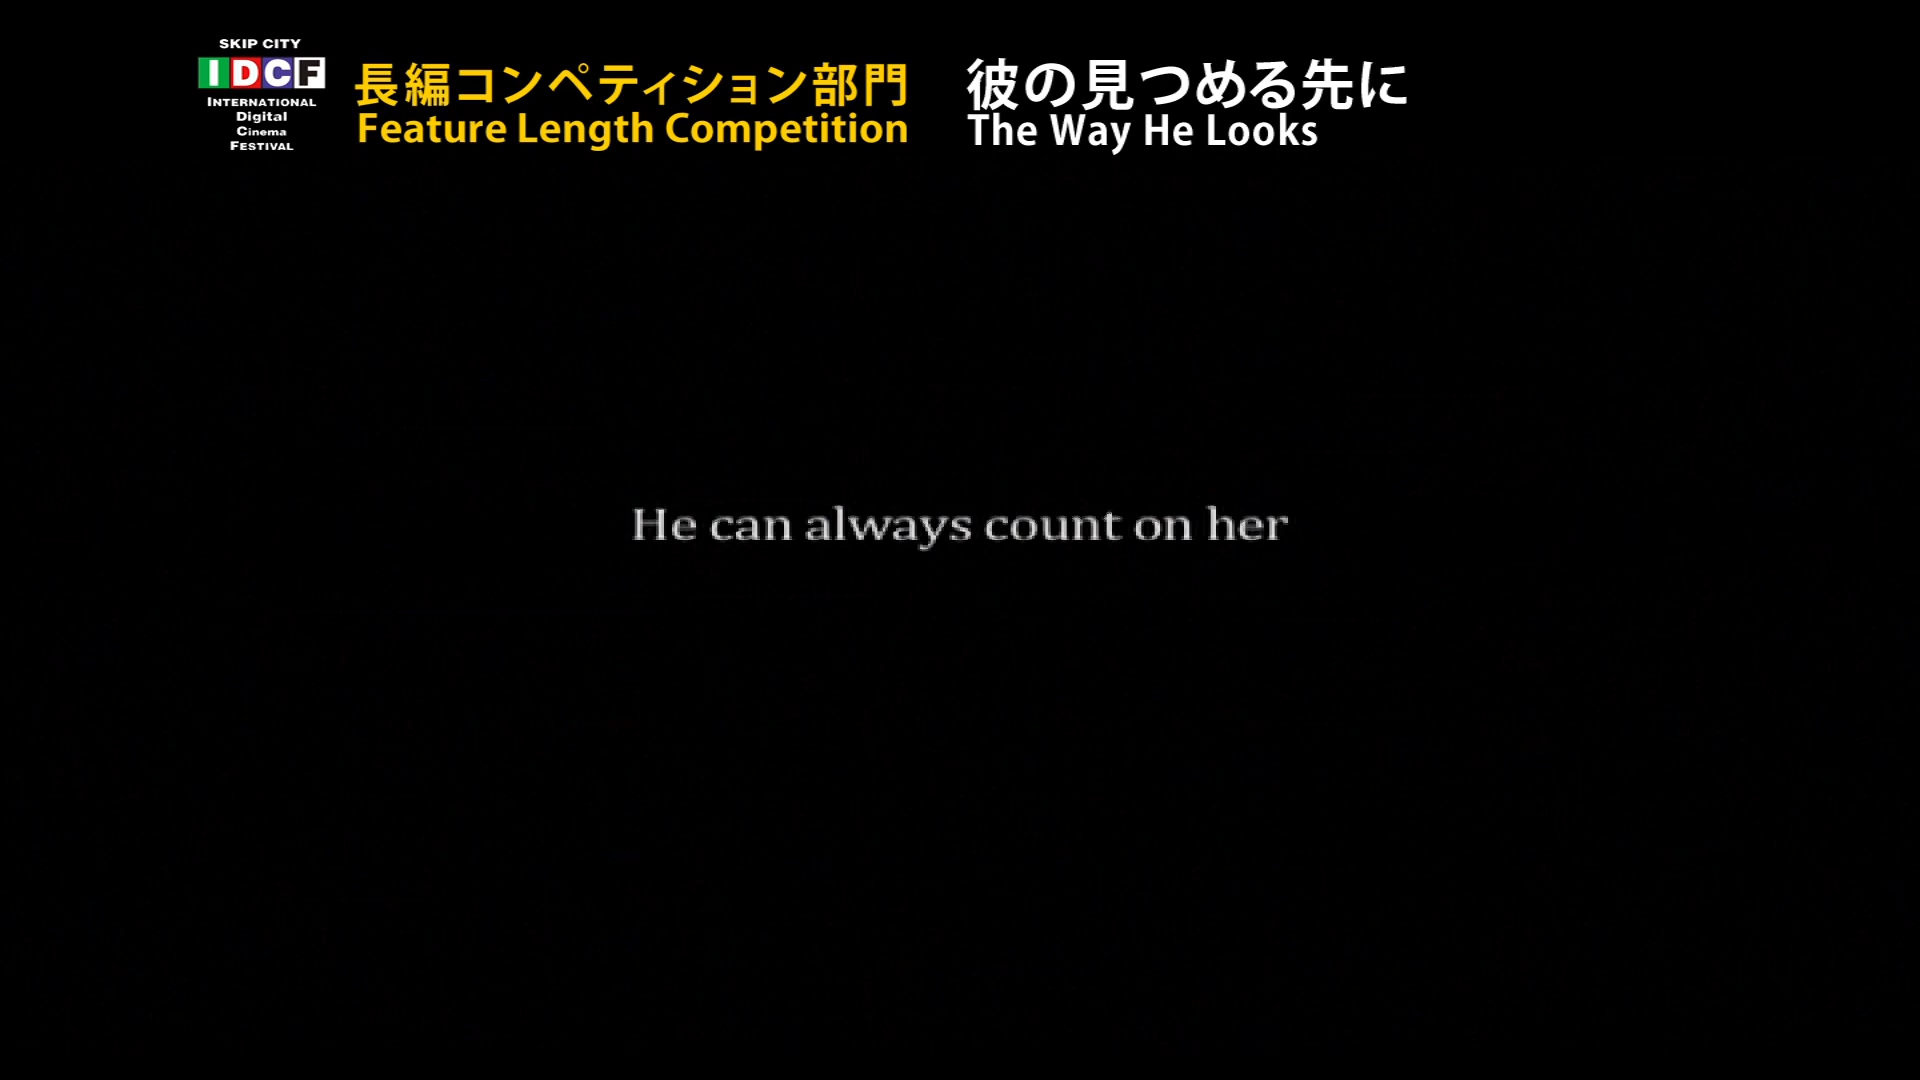 SKIP CITY
IDCF
INTERNATIONAL
Digital
Cinema
FESTIVAL
長編コンペティション部門
Feature Length Competition
彼の見つめる先に
The Way He Looks
He can always count on her